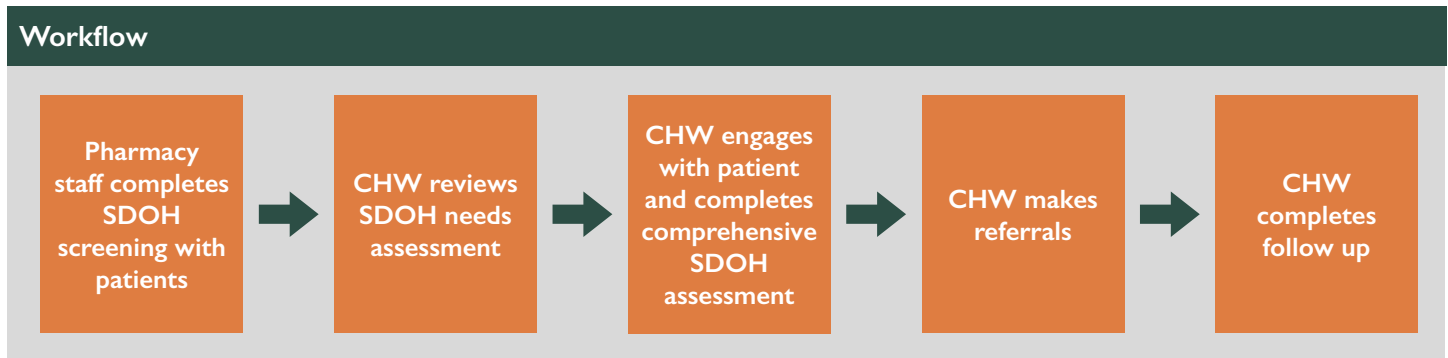 Workflow
Pharmacy
staff completes
SDOH
screening with
patients
CHW reviews
SDOH needs
assessment
CHW engages
with patient
and completes
comprehensive
SDOH
assessment
CHW makes
referrals
CHW
completes
follow up